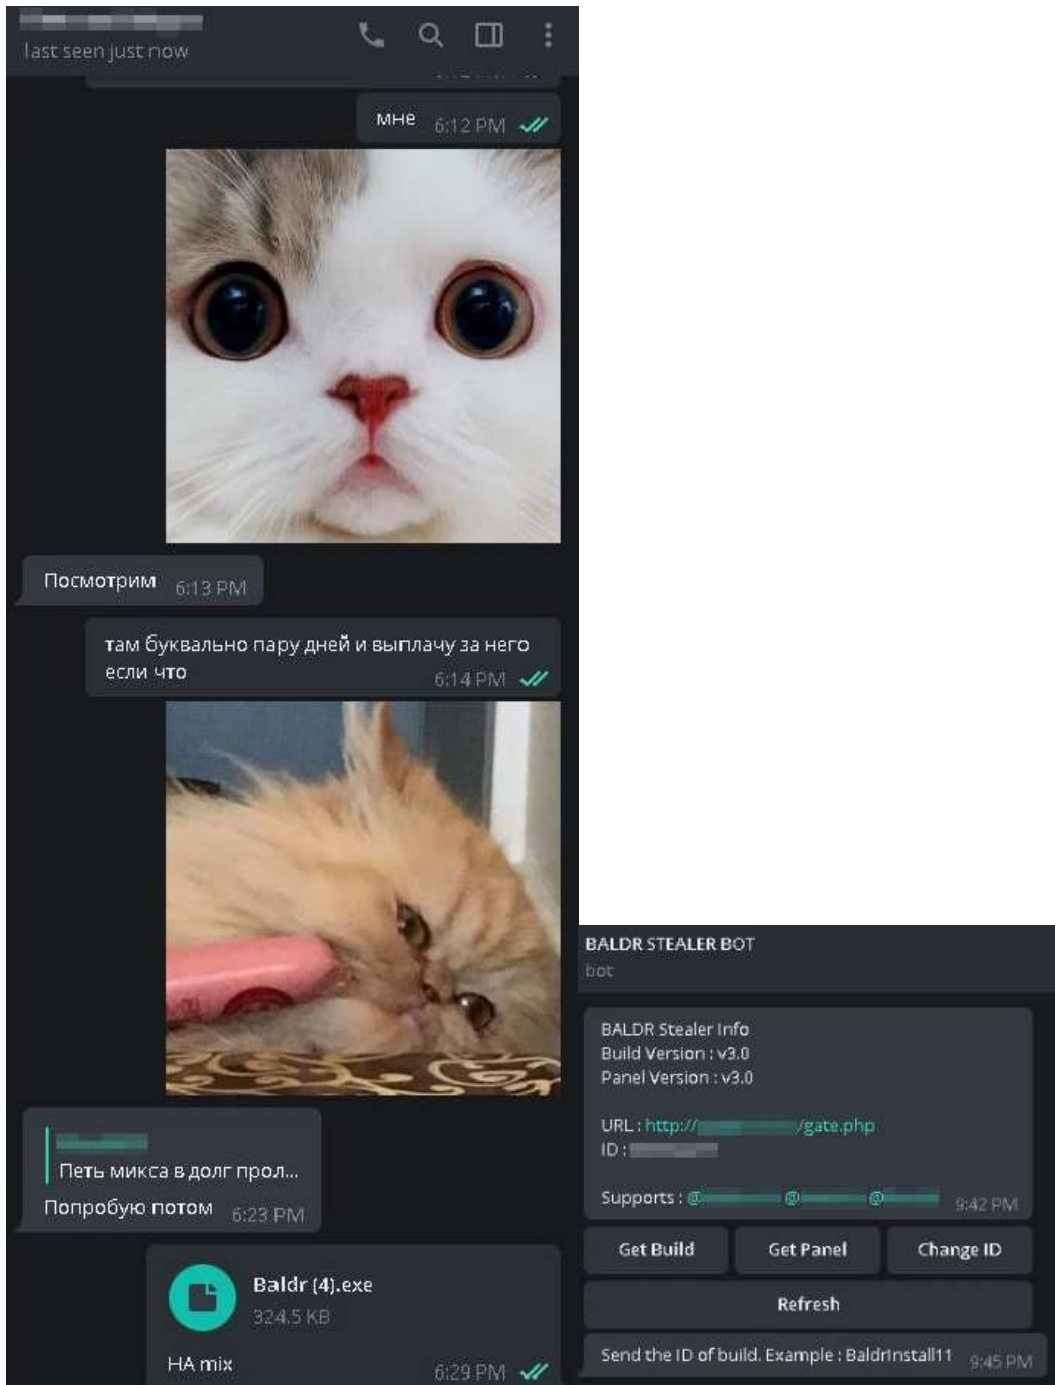 last seen just now
мне 6:12 PM
Посмотрим 6:13 PM
там буквально пару дней и выплачу за него
если что
6:14 PM
Петь микса в долг прол...
Попробую потом 6:23 PM
Baldr (4).exe
324.5 KB
HA mix 6:29 PM
BALDR STEALER BOT
bot
BALDR Stealer Info
Build Version : v3.0
Panel Version : v3.0
URL : http:// /gate.php
ID :
Supports : @ @ @ 9:42 PM
Get Build Get Panel Change ID
Refresh
Send the ID of build. Example : BaldrInstall11 9:45 PM